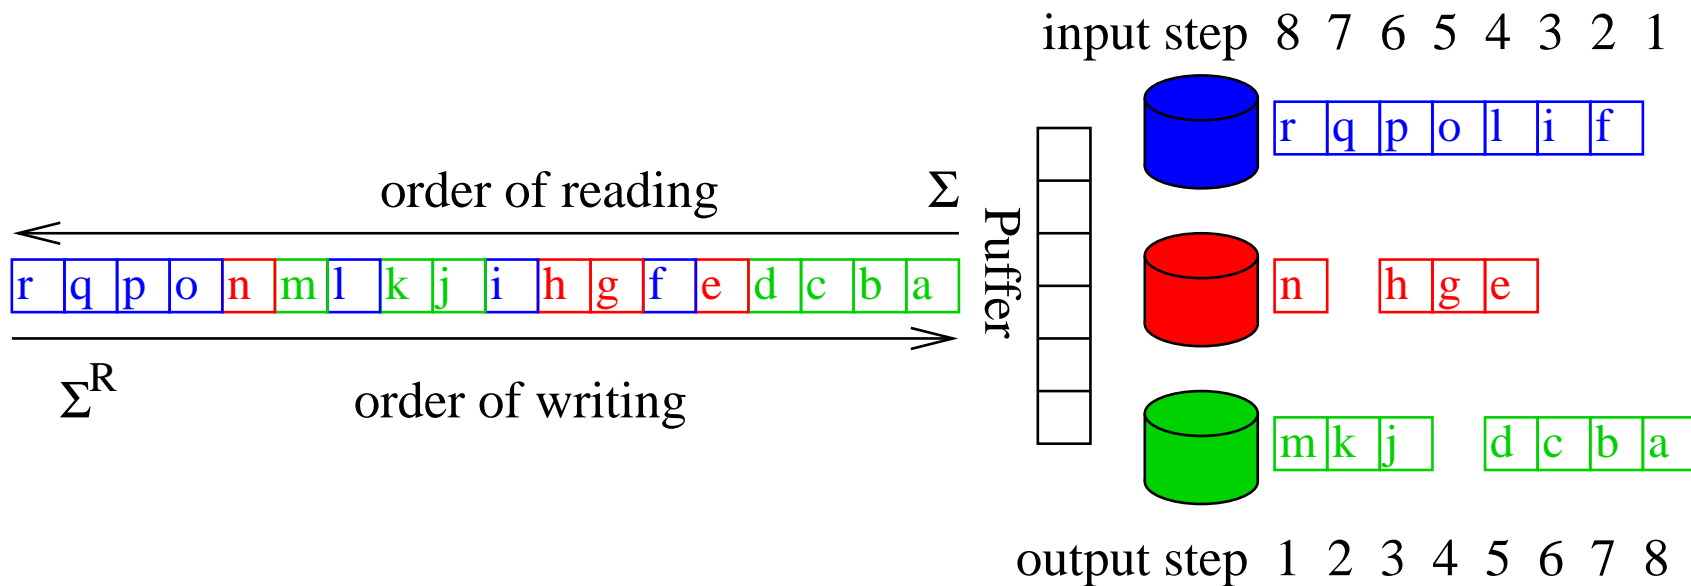 input step 8 7 6 5 4 3 2 1
r q p o l i f
order of reading Σ
Puffer
r q p o n m l k j i h g f e d c b a
n h g e
Σ^R order of writing
m k j d c b a
output step 1 2 3 4 5 6 7 8